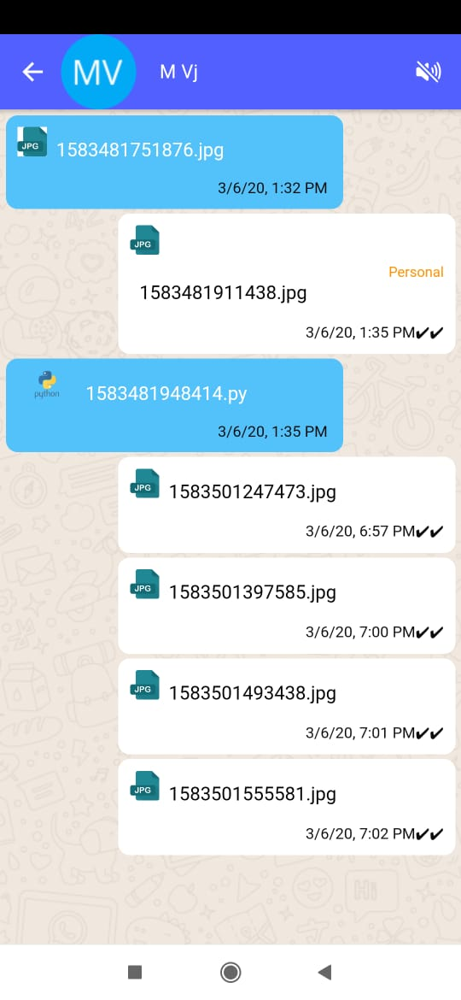 MV
M Vj
JPG
1583481751876.jpg
3/6/20, 1:32 PM
JPG
Personal
1583481911438.jpg
3/6/20, 1:35 PM✔✔
python
1583481948414.py
3/6/20, 1:35 PM
JPG
1583501247473.jpg
3/6/20, 6:57 PM✔✔
JPG
1583501397585.jpg
3/6/20, 7:00 PM✔✔
JPG
1583501493438.jpg
3/6/20, 7:01 PM✔✔
JPG
1583501555581.jpg
3/6/20, 7:02 PM✔✔
Hi